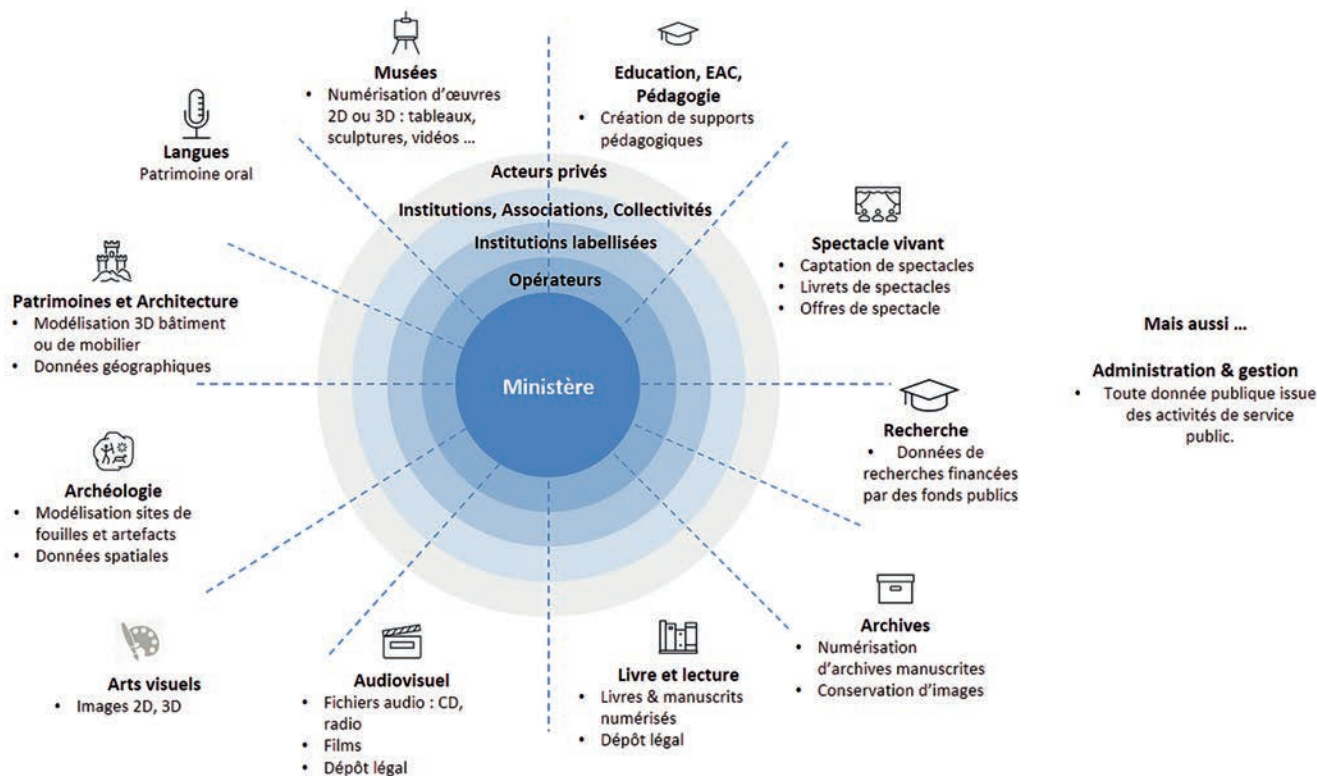 Musées
• Numérisation d'œuvres
2D ou 3D : tableaux,
sculptures, vidéos ...
Education, EAC,
Pédagogie
• Création de supports
pédagogiques
Langues
Patrimoine oral
Acteurs privés
Institutions, Associations, Collectivités
Institutions labellisées
Opérateurs
Ministère
Spectacle vivant
• Captation de spectacles
• Livrets de spectacles
• Offres de spectacle
Patrimoines et Architecture
• Modélisation 3D bâtiment
ou de mobilier
• Données géographiques
Mais aussi ...
Administration & gestion
• Toute donnée publique issue
des activités de service
public.
Recherche
• Données de
recherches financées
par des fonds publics
Archéologie
• Modélisation sites de
fouilles et artefacts
• Données spatiales
Archives
• Numérisation
d'archives manuscrites
• Conservation d'images
Arts visuels
• Images 2D, 3D
Audiovisuel
• Fichiers audio : CD,
radio
• Films
• Dépôt légal
Livre et lecture
• Livres & manuscrits
numérisés
• Dépôt légal